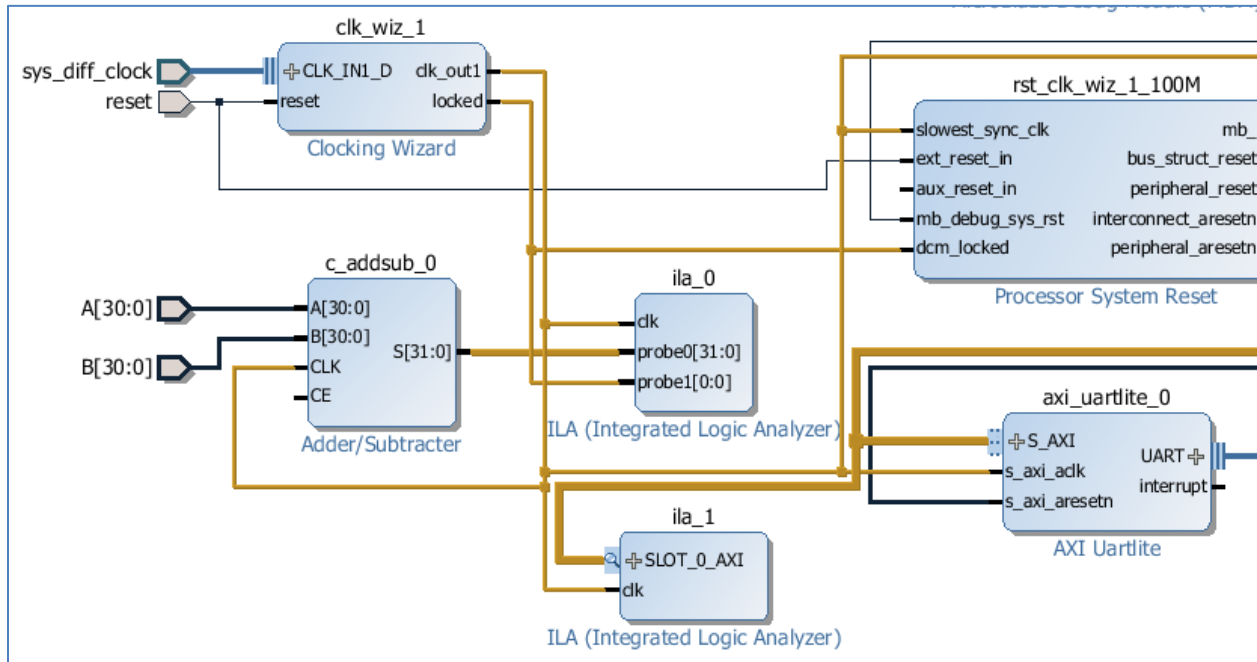 clk_wiz_1
sys_diff_clock
CLK_IN1_D
clk_out1
reset
reset
locked
Clocking Wizard
rst_clk_wiz_1_100M
slowest_sync_clk
mb_
ext_reset_in
bus_struct_reset
aux_reset_in
peripheral_reset
mb_debug_sys_rst
interconnect_aresetn
dcm_locked
peripheral_aresetn
Processor System Reset
c_addsub_0
A[30:0]
A[30:0]
B[30:0]
B[30:0]
S[31:0]
CLK
CE
Adder/Subtracter
ila_0
clk
probe0[31:0]
probe1[0:0]
ILA (Integrated Logic Analyzer)
axi_uartlite_0
S_AXI
UART
s_axi_aclk
interrupt
s_axi_aresetn
AXI Uartlite
ila_1
SLOT_0_AXI
clk
ILA (Integrated Logic Analyzer)